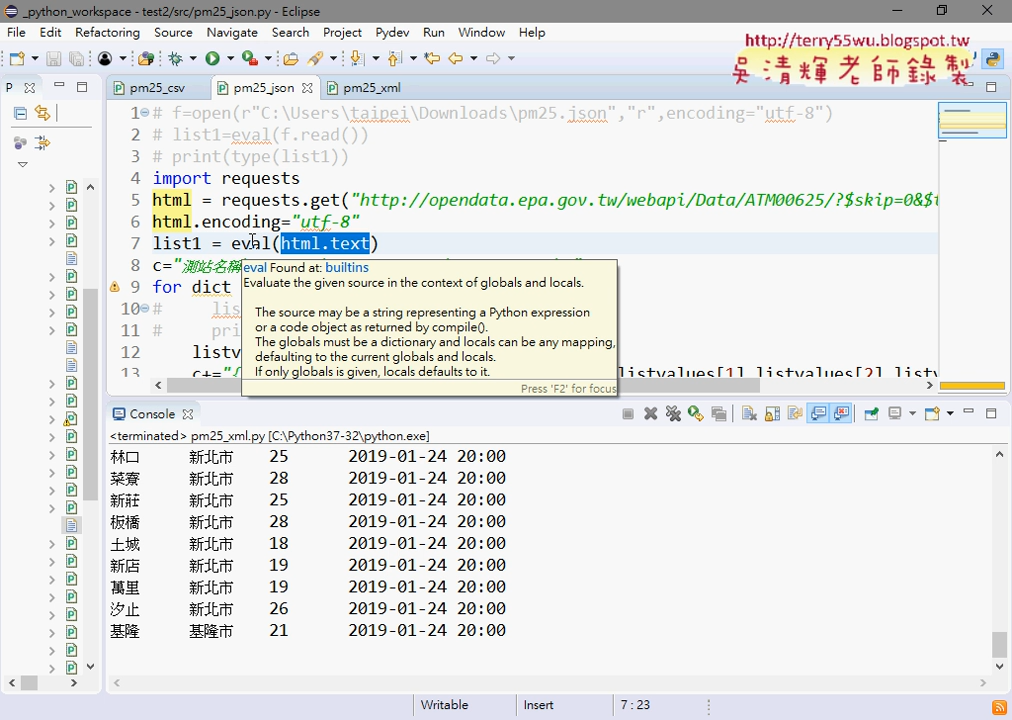 _python_workspace - test2/src/pm25_json.py - Eclipse
File Edit Refactoring Source Navigate Search Project Pydev Run Window Help
http://terry55wu.blogspot.tw
吳清輝老師錄製
P
pm25_csv pm25_json pm25_xml
1 # f=open(r"C:\Users\taipei\Downloads\pm25.json","r",encoding="utf-8")
2 # list1=eval(f.read())
3 # print(type(list1))
4 import requests
5 html = requests.get("http://opendata.epa.gov.tw/webapi/Data/ATM00625/?$skip=0&$t
6 html.encoding="utf-8"
7 list1 = eval(html.text)
8 c="測站名稱
9 for dict
10 # lis
11 # pri
12 listv
13 c+="{ listvalues[1],listvalues[2],listv
eval Found at: builtins
Evaluate the given source in the context of globals and locals.
The source may be a string representing a Python expression
or a code object as returned by compile().
The globals must be a dictionary and locals can be any mapping,
defaulting to the current globals and locals.
If only globals is given, locals defaults to it.
Press 'F2' for focus
Console
<terminated> pm25_xml.py [C:\Python37-32\python.exe]
林口 新北市 25 2019-01-24 20:00
菜寮 新北市 28 2019-01-24 20:00
新莊 新北市 25 2019-01-24 20:00
板橋 新北市 28 2019-01-24 20:00
土城 新北市 18 2019-01-24 20:00
新店 新北市 19 2019-01-24 20:00
萬里 新北市 19 2019-01-24 20:00
汐止 新北市 26 2019-01-24 20:00
基隆 基隆市 21 2019-01-24 20:00
Writable Insert 7 : 23